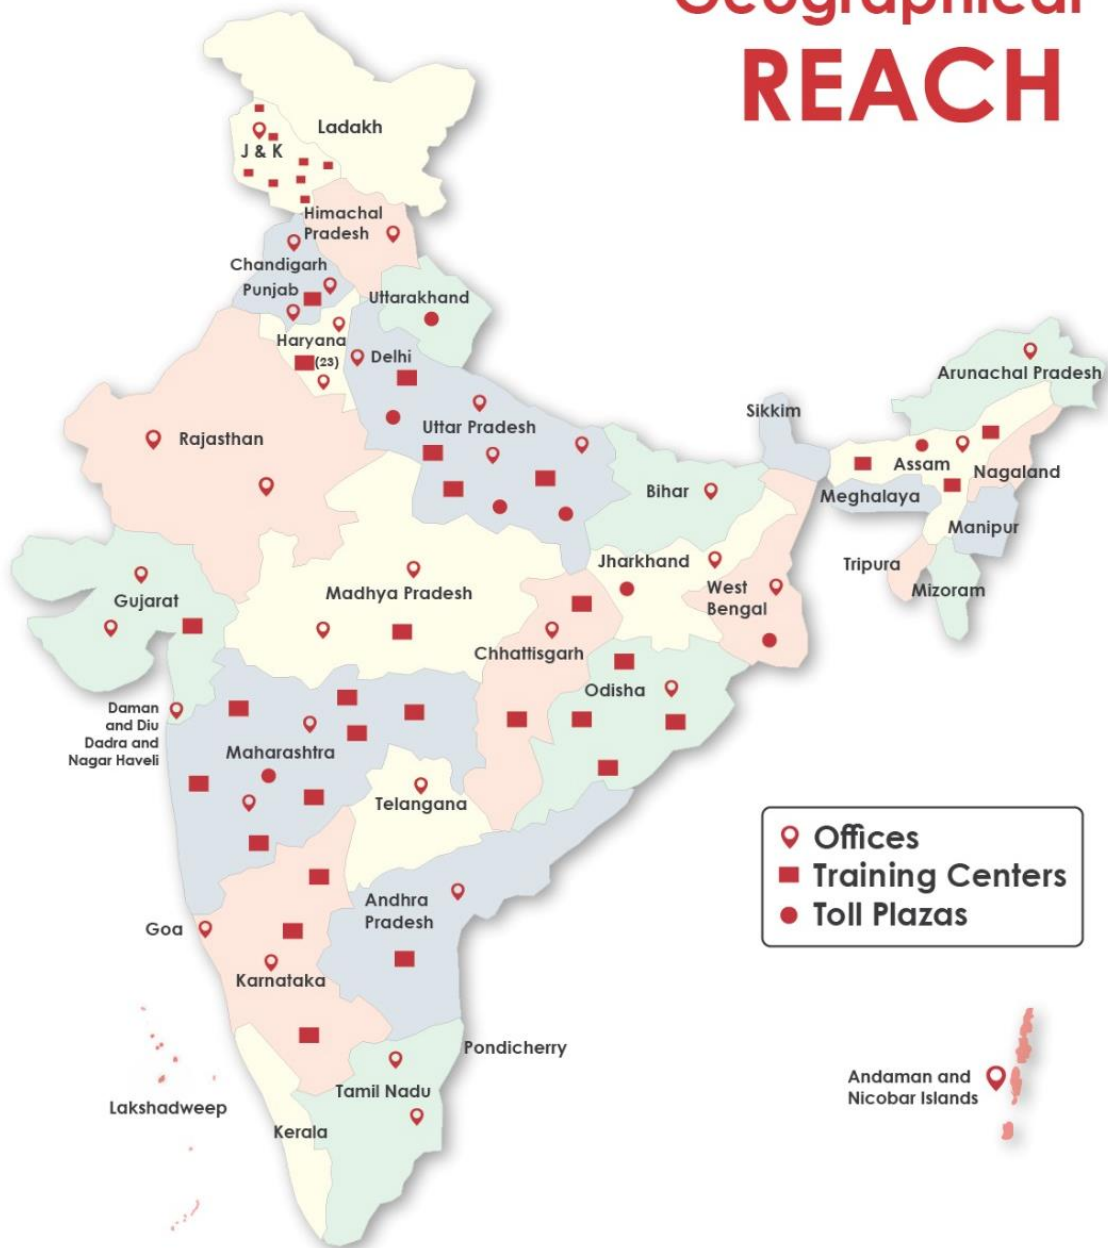 Geographical
REACH
Ladakh
J & K
Himachal
Pradesh
Chandigarh
Punjab
Uttarakhand
Haryana
(23)
Delhi
Arunachal Pradesh
Sikkim
Uttar Pradesh
Rajasthan
Assam
Nagaland
Bihar
Meghalaya
Manipur
Jharkhand
Tripura
Mizoram
West
Bengal
Madhya Pradesh
Gujarat
Chhattisgarh
Odisha
Daman
and Diu
Dadra and
Nagar Haveli
Maharashtra
Telangana
Offices
Training Centers
Toll Plazas
Andhra
Pradesh
Goa
Karnataka
Pondicherry
Andaman and
Nicobar Islands
Tamil Nadu
Lakshadweep
Kerala